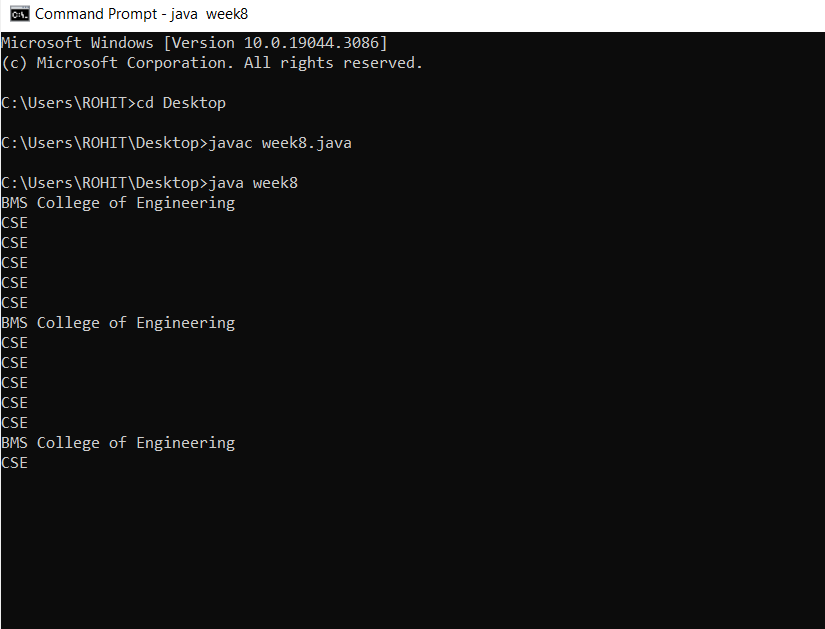 Command Prompt - java  week8
Microsoft Windows [Version 10.0.19044.3086]
(c) Microsoft Corporation. All rights reserved.
C:\Users\ROHIT>cd Desktop
C:\Users\ROHIT\Desktop>javac week8.java
C:\Users\ROHIT\Desktop>java week8
BMS College of Engineering
CSE
CSE
CSE
CSE
CSE
BMS College of Engineering
CSE
CSE
CSE
CSE
CSE
BMS College of Engineering
CSE